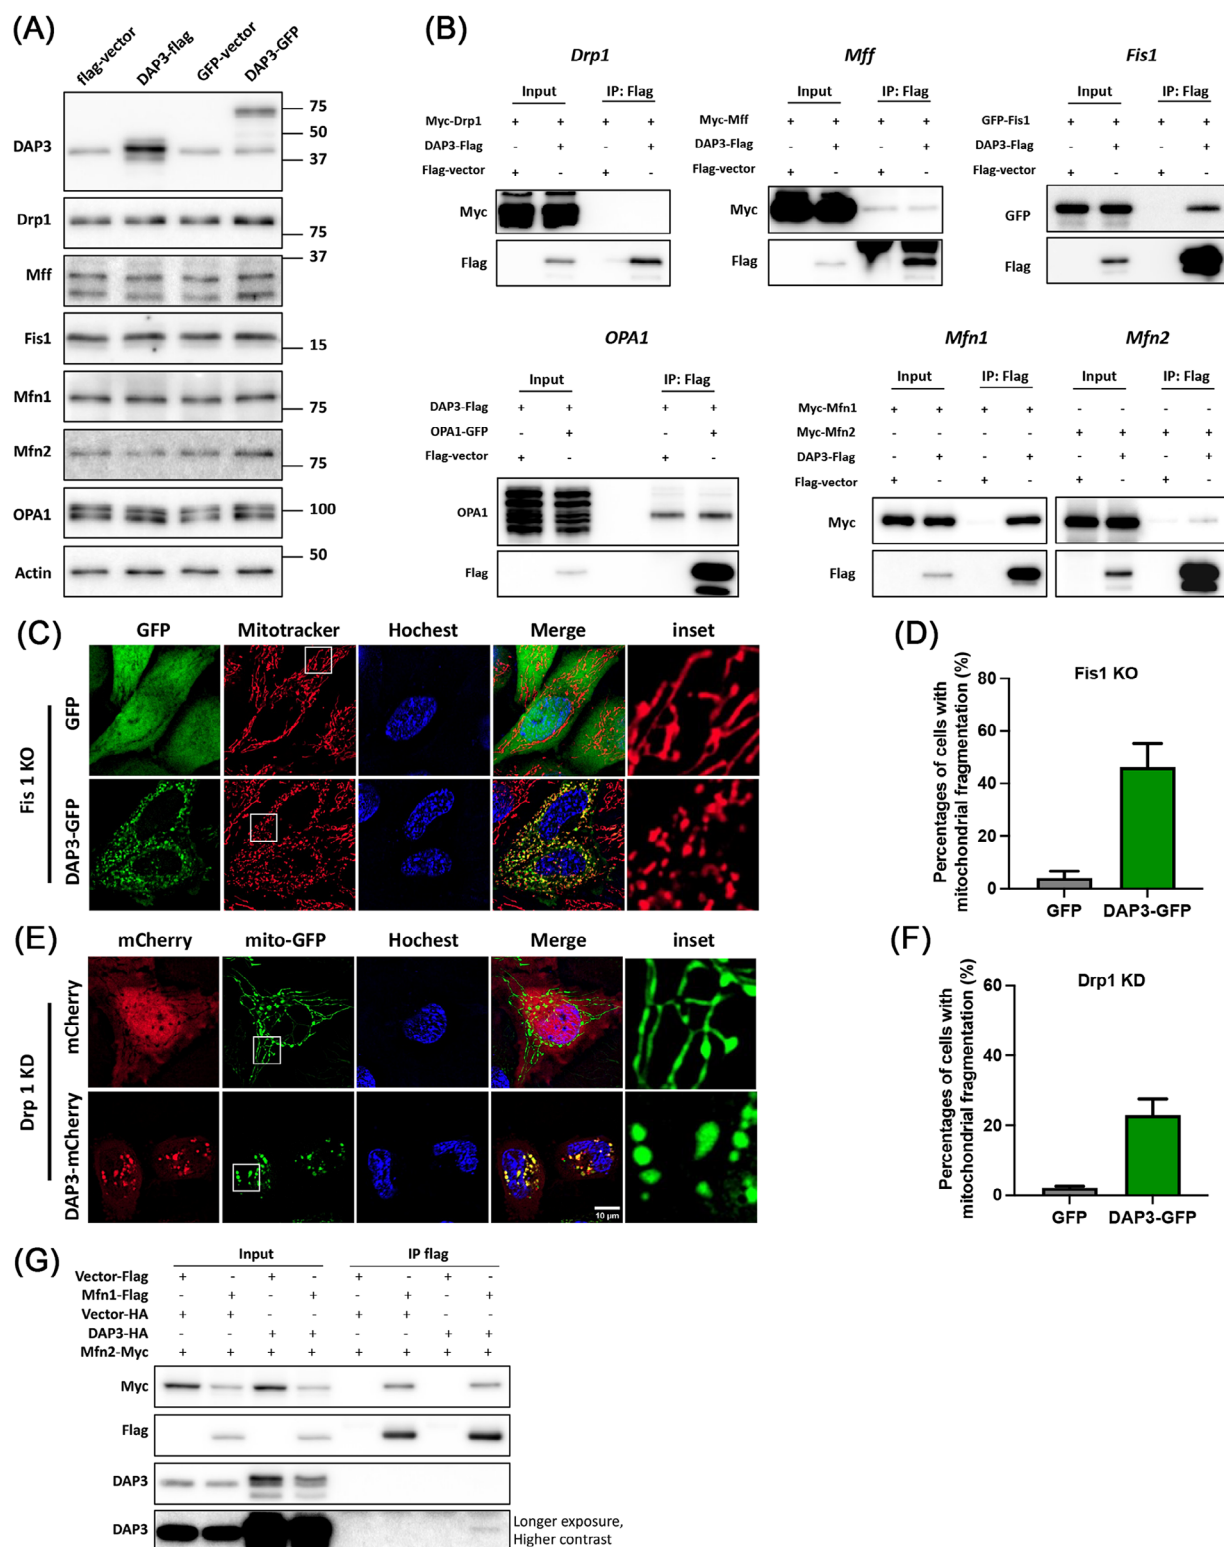 (A)
flag-vector DAP3-flag GFP-vector DAP3-GFP
DAP3
75
50
37
Drp1
75
Mff
37
Fis1
15
Mfn1
75
Mfn2
75
OPA1
100
Actin
50
(B)
Drp1
Input IP: Flag
Myc-Drp1 + + + +
DAP3-Flag - + - +
Flag-vector + - + -
Myc
Flag
Mff
Input IP: Flag
Myc-Mff + + + +
DAP3-Flag - + - +
Flag-vector + - + -
Myc
Flag
Fis1
Input IP: Flag
GFP-Fis1 + + + +
DAP3-Flag - + - +
Flag-vector + - + -
GFP
Flag
OPA1
Input IP: Flag
DAP3-Flag + + + +
OPA1-GFP - + - +
Flag-vector + - + -
OPA1
Flag
Mfn1 Mfn2
Input IP: Flag Input IP: Flag
Myc-Mfn1 + + + + - - - -
Myc-Mfn2 - - - - + + + +
DAP3-Flag - + - + - + - +
Flag-vector + - + - + - + -
Myc
Flag
(C)
GFP Mitotracker Hochest Merge inset
Fis 1 KO
GFP
DAP3-GFP
(D)
Percentages of cells with
mitochondrial fragmentation (%)
Fis1 KO
80
60
40
20
0
GFP DAP3-GFP
(E)
mCherry mito-GFP Hochest Merge inset
Drp 1 KD
mCherry
DAP3-mCherry
10 μm
(F)
Percentages of cells with
mitochondrial fragmentation (%)
Drp1 KD
60
40
20
0
GFP DAP3-GFP
(G)
Input IP flag
Vector-Flag + - + - + - + -
Mfn1-Flag - + - + - + - +
Vector-HA + + - - + + - -
DAP3-HA - - + + - - + +
Mfn2-Myc + + + + + + + +
Myc
Flag
DAP3
DAP3
Longer exposure,
Higher contrast